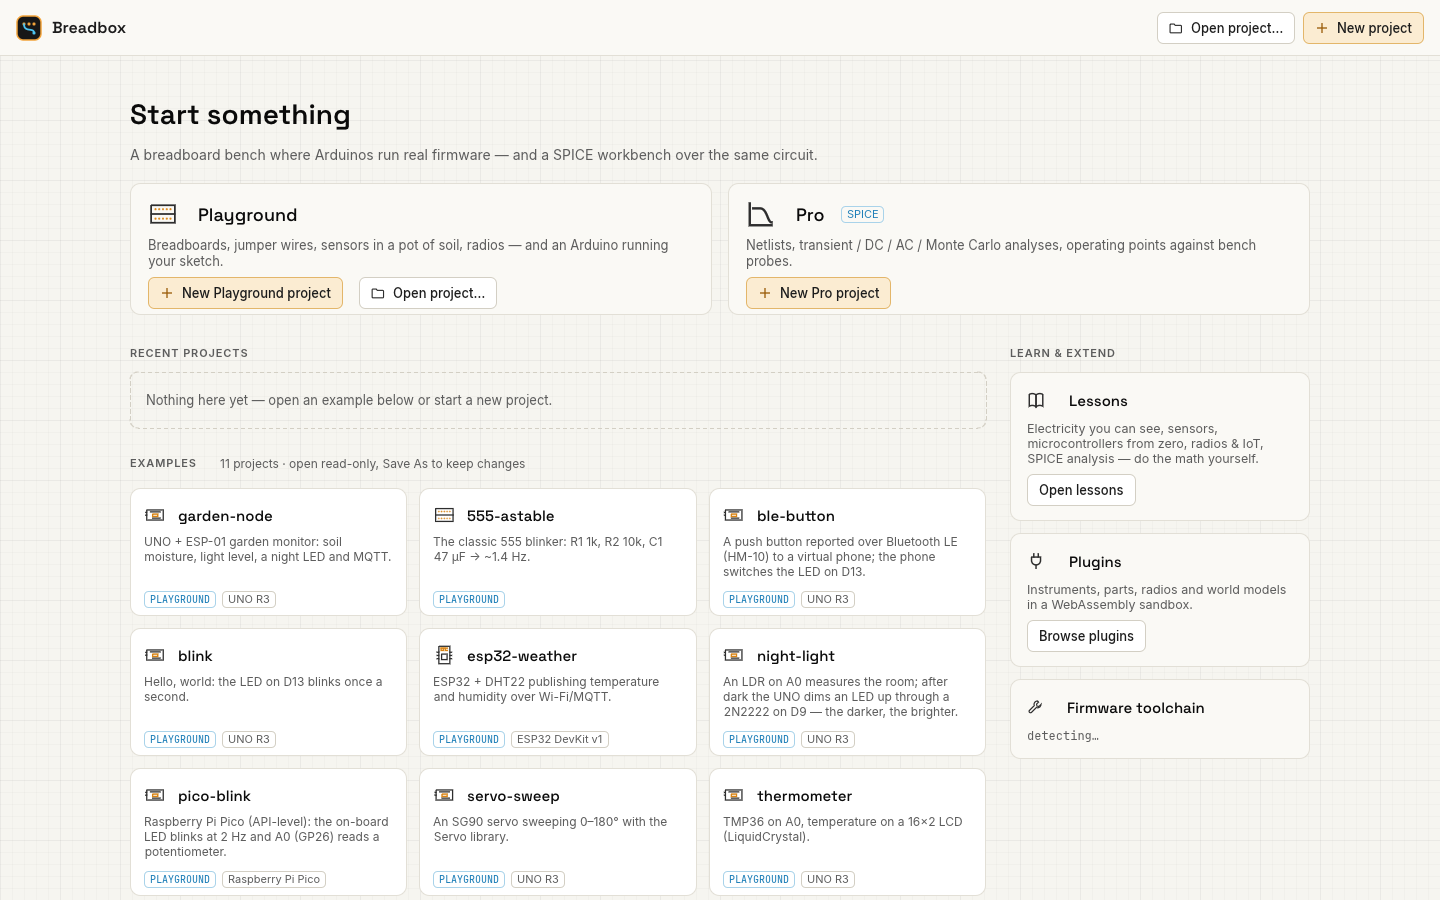 Breadbox
Open project...
New project
Start something
A breadboard bench where Arduinos run real firmware — and a SPICE workbench over the same circuit.
Playground
Breadboards, jumper wires, sensors in a pot of soil, radios — and an Arduino running
your sketch.
New Playground project
Open project...
Pro
SPICE
Netlists, transient / DC / AC / Monte Carlo analyses, operating points against bench
probes.
New Pro project
RECENT PROJECTS
Nothing here yet — open an example below or start a new project.
EXAMPLES
11 projects · open read-only, Save As to keep changes
garden-node
UNO + ESP-01 garden monitor: soil
moisture, light level, a night LED and MQTT.
PLAYGROUND
UNO R3
555-astable
The classic 555 blinker: R1 1k, R2 10k, C1
47 µF → ~1.4 Hz.
PLAYGROUND
ble-button
A push button reported over Bluetooth LE
(HM-10) to a virtual phone; the phone
switches the LED on D13.
PLAYGROUND
UNO R3
blink
Hello, world: the LED on D13 blinks once a
second.
PLAYGROUND
UNO R3
esp32-weather
ESP32 + DHT22 publishing temperature
and humidity over Wi-Fi/MQTT.
PLAYGROUND
ESP32 DevKit v1
night-light
An LDR on A0 measures the room; after
dark the UNO dims an LED up through a
2N2222 on D9 — the darker, the brighter.
PLAYGROUND
UNO R3
pico-blink
Raspberry Pi Pico (API-level): the on-board
LED blinks at 2 Hz and A0 (GP26) reads a
potentiometer.
PLAYGROUND
Raspberry Pi Pico
servo-sweep
An SG90 servo sweeping 0–180° with the
Servo library.
PLAYGROUND
UNO R3
thermometer
TMP36 on A0, temperature on a 16×2 LCD
(LiquidCrystal).
PLAYGROUND
UNO R3
LEARN & EXTEND
Lessons
Electricity you can see, sensors,
microcontrollers from zero, radios & IoT,
SPICE analysis — do the math yourself.
Open lessons
Plugins
Instruments, parts, radios and world models
in a WebAssembly sandbox.
Browse plugins
Firmware toolchain
detecting…